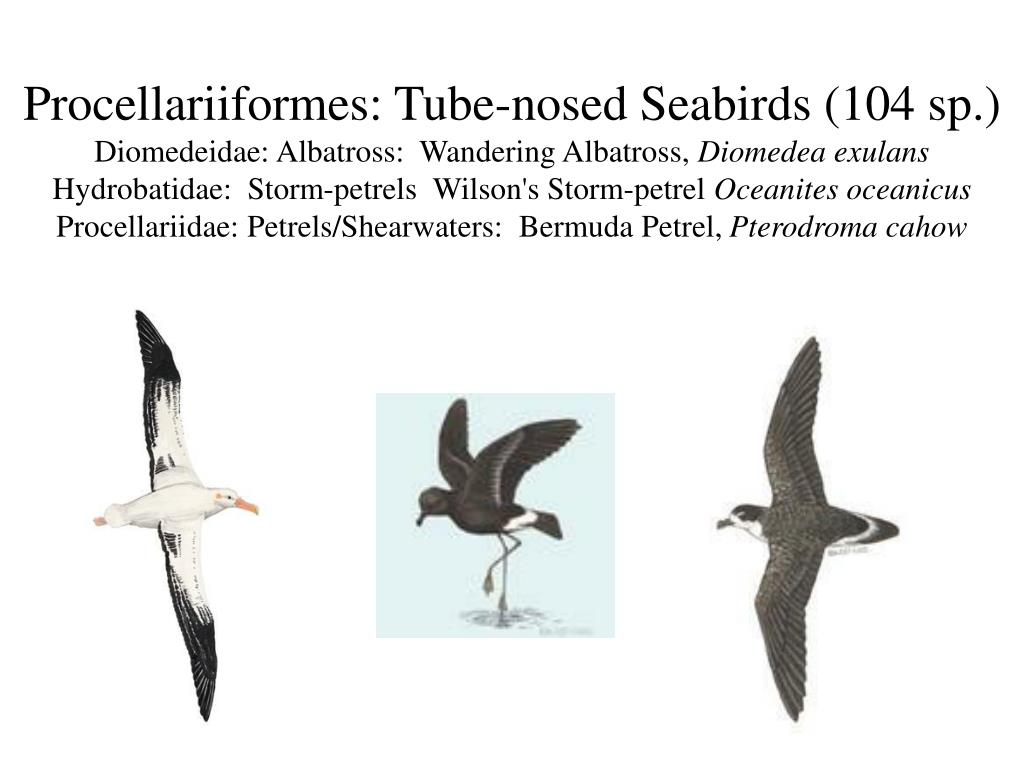 Procellariiformes: Tube-nosed Seabirds (104 sp.)
Diomedeidae: Albatross:  Wandering Albatross, Diomedea exulans
Hydrobatidae:  Storm-petrels  Wilson's Storm-petrel Oceanites oceanicus
Procellariidae: Petrels/Shearwaters:  Bermuda Petrel, Pterodroma cahow